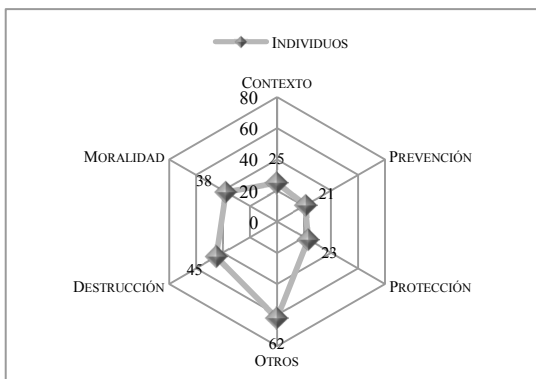 INDIVIDUOS
CONTEXTO
80
60
40
20
0
25
PREVENCIÓN
21
PROTECCIÓN
23
OTROS
62
DESTRUCCIÓN
45
MORALIDAD
38